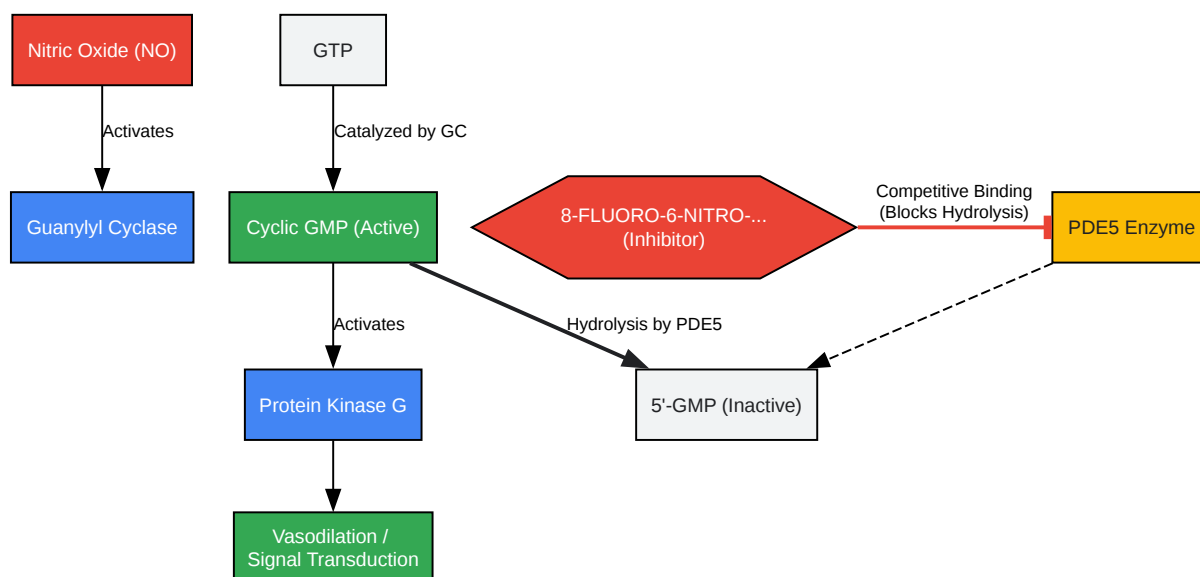 Nitric Oxide (NO)
GTP
Activates
Catalyzed by GC
Guanylyl Cyclase
Cyclic GMP (Active)
8-FLUORO-6-NITRO-...
(Inhibitor)
Competitive Binding
(Blocks Hydrolysis)
PDE5 Enzyme
Activates
Hydrolysis by PDE5
Protein Kinase G
5'-GMP (Inactive)
Vasodilation /
Signal Transduction